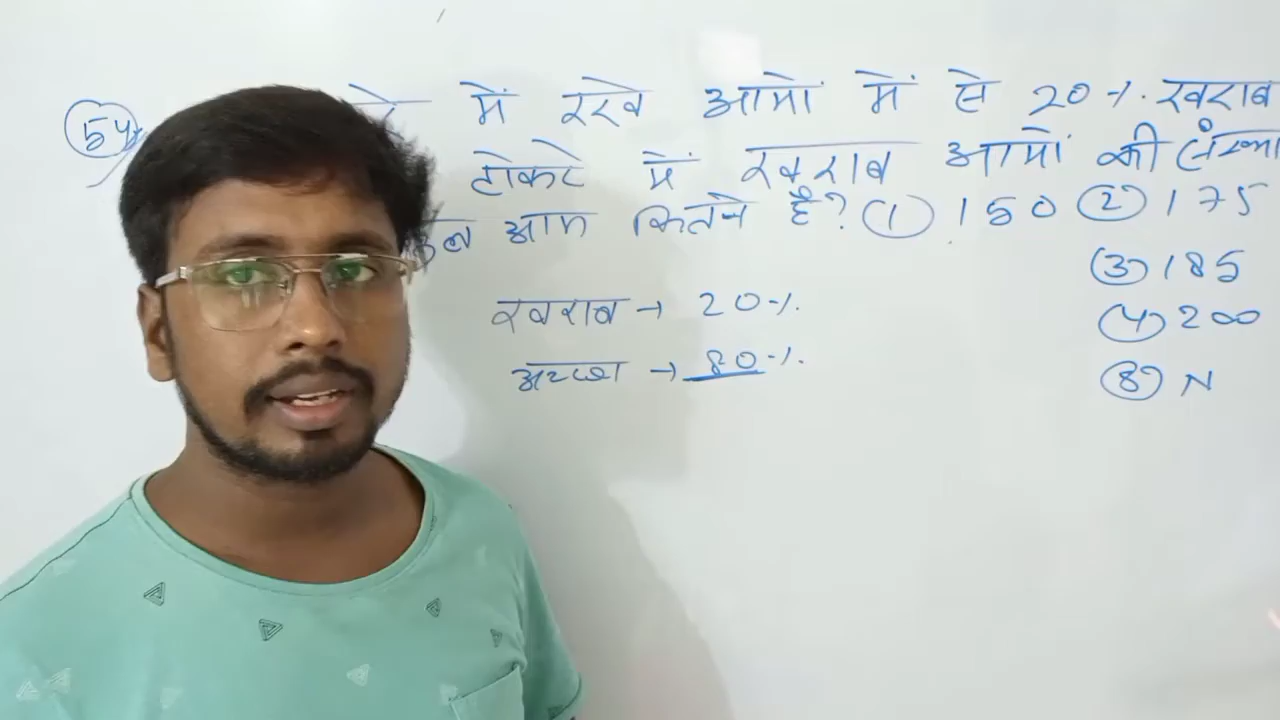 54
में रखे आमों में से 20%. खराब
टोकरे में खराब आमों की संख्या
आम कितने है? (1) 150 (2) 175
(3) 185
(4) 200
खराब → 20%.
अच्छा → 80%.
(8) N